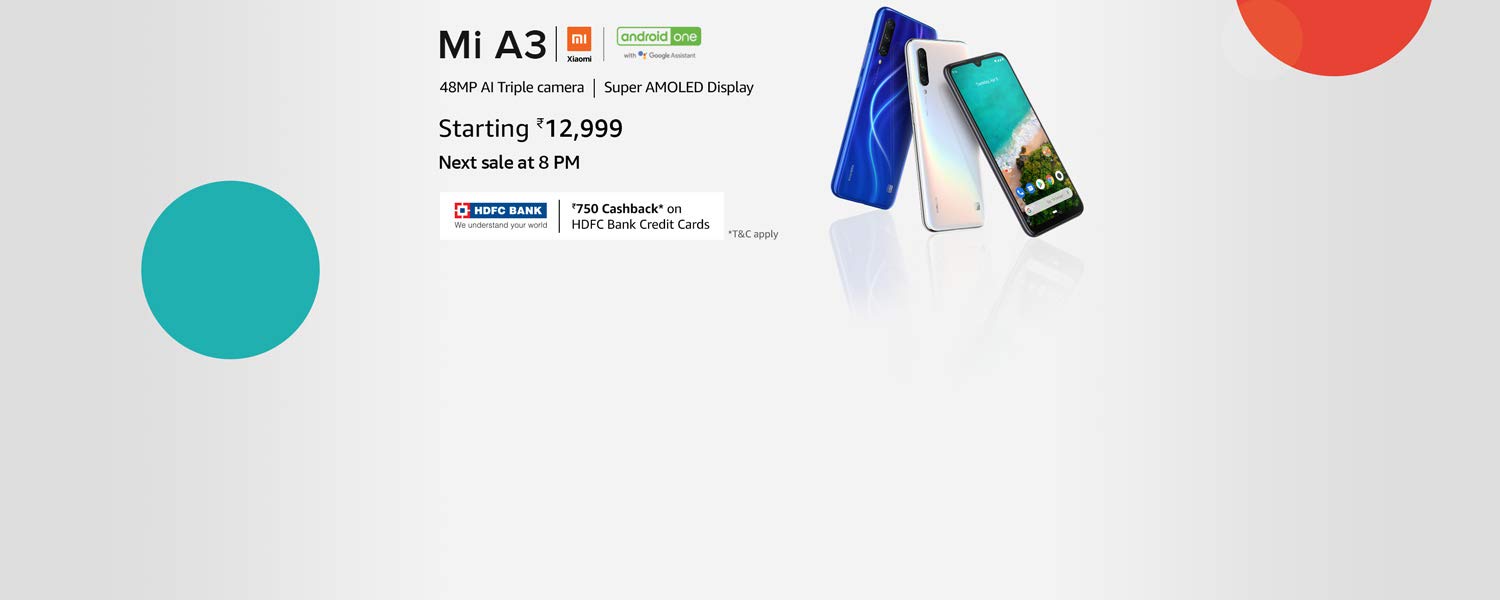 Mi A3
mi
Xiaomi
android one
with Google Assistant
48MP AI Triple camera | Super AMOLED Display
Starting ₹12,999
Next sale at 8 PM
HDFC BANK
We understand your world
₹750 Cashback* on
HDFC Bank Credit Cards
*T&C apply